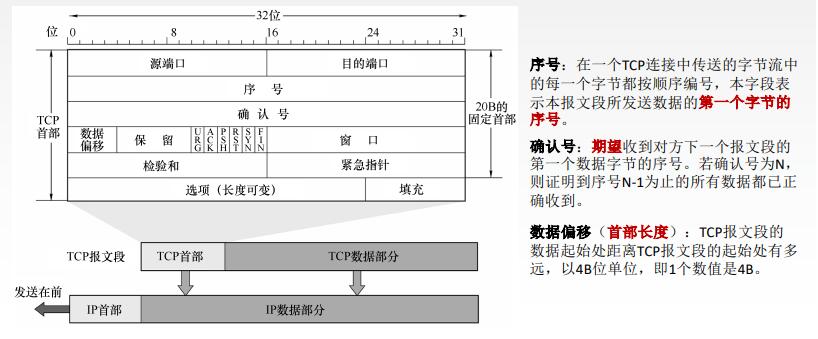 32位
位 0 8 16 24 31
源端口 目的端口
序 号
确 认 号
数据偏移 保 留 URG ACK PSH RST SYN FIN 窗 口
检验和 紧急指针
选项（长度可变） 填充
TCP首部
20B的
固定首部
TCP报文段 TCP首部 TCP数据部分
发送在前
IP首部 IP数据部分
序号：在一个TCP连接中传送的字节流中
的每一个字节都按顺序编号，本字段表
示本报文段所发送数据的第一个字节的
序号。
确认号：期望收到对方下一个报文段的
第一个数据字节的序号。若确认号为N，
则证明到序号N-1为止的所有数据都已正
确收到。
数据偏移（首部长度）：TCP报文段的
数据起始处距离TCP报文段的起始处有多
远，以4B位单位，即1个数值是4B。